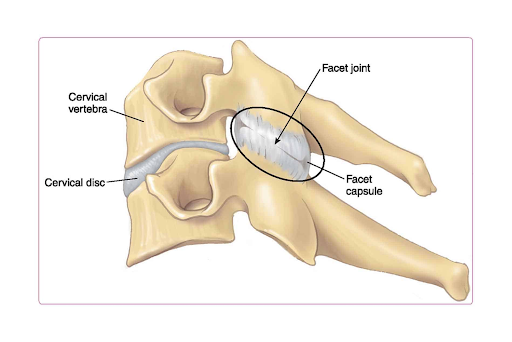 Facet joint
Cervical
vertebra
Cervical disc
Facet
capsule